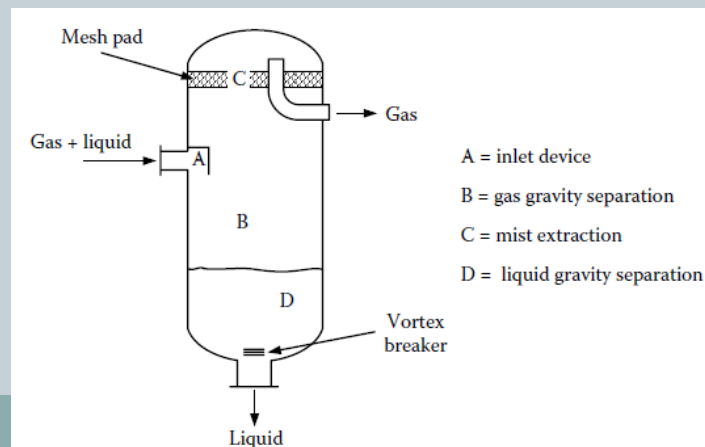 Mesh pad
C
Gas
Gas + liquid
A
A = inlet device
B = gas gravity separation
B
C = mist extraction
D = liquid gravity separation
D
Vortex
breaker
Liquid